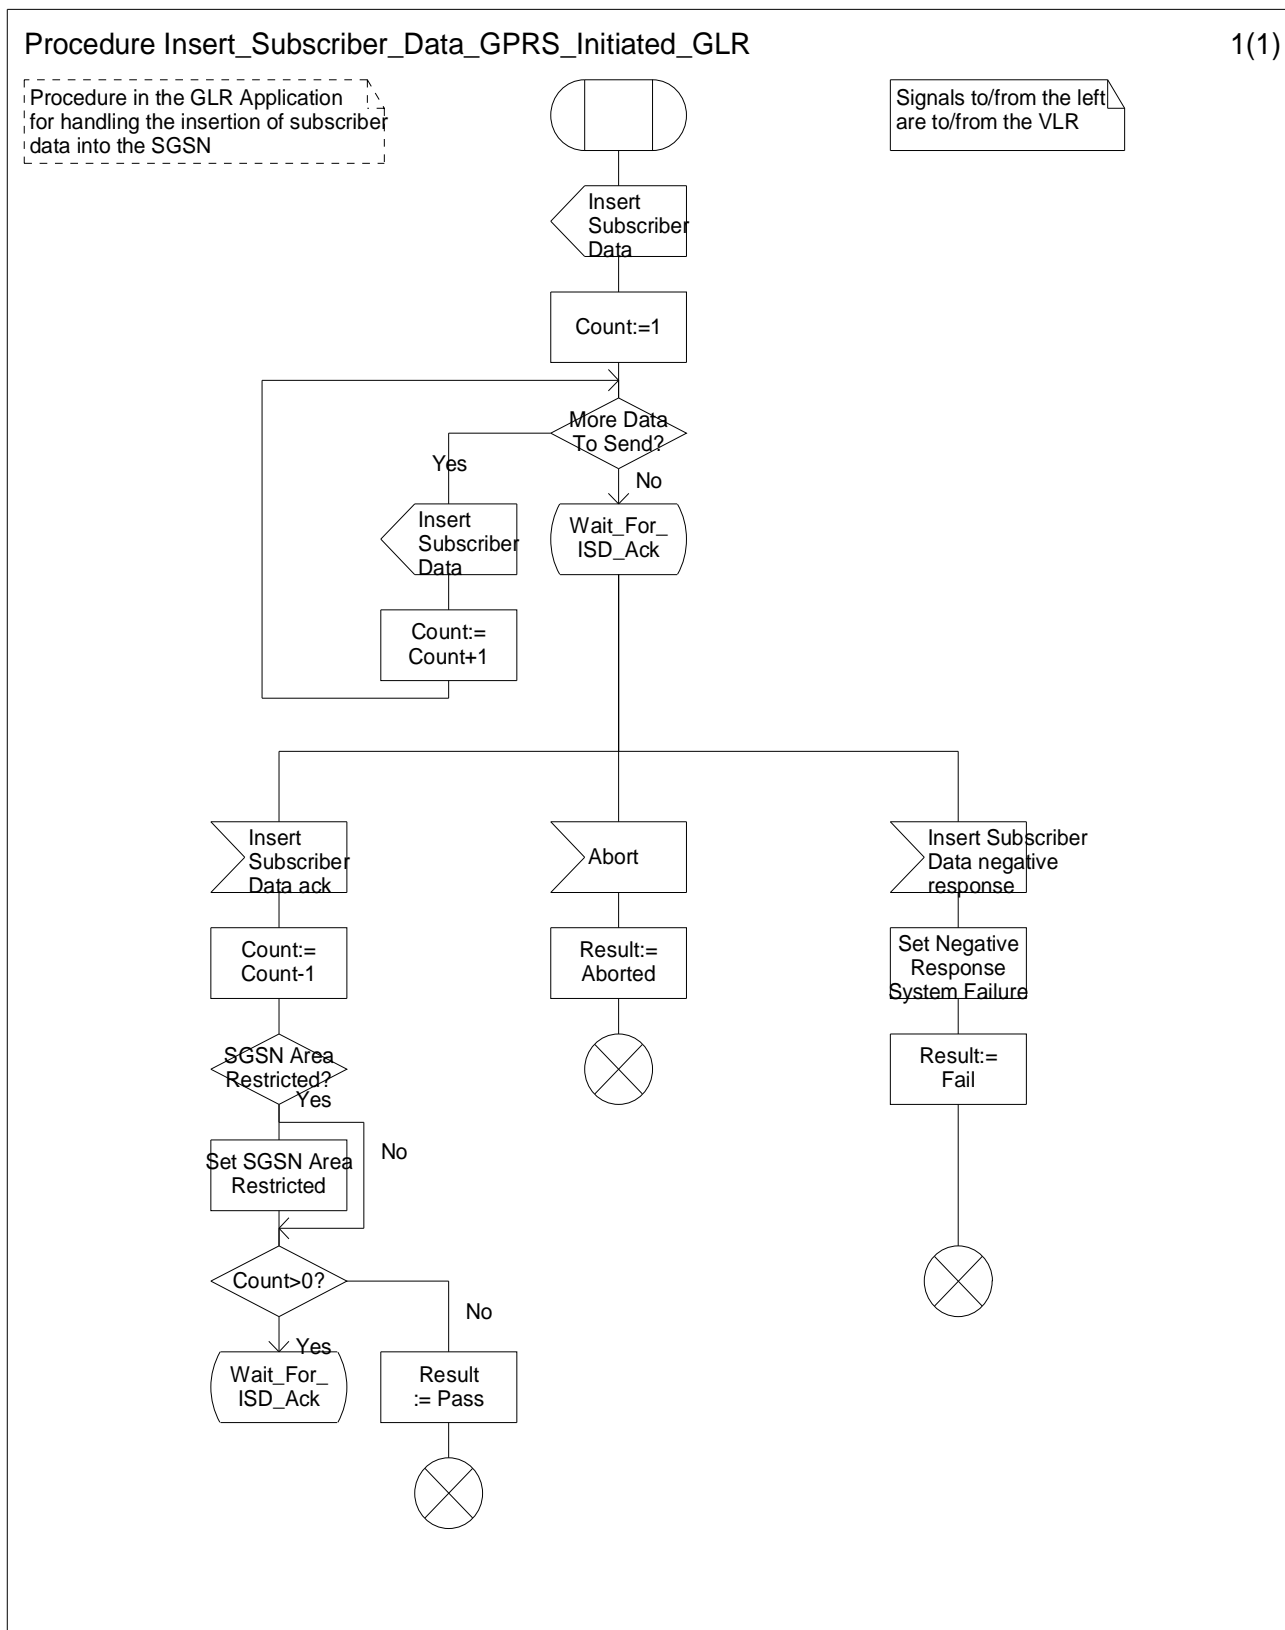 Procedure Insert_Subscriber_Data_GPRS_Initiated_GLR
1(1)
Procedure in the GLR Application
for handling the insertion of subscriber
data into the SGSN
Signals to/from the left
are to/from the VLR
Insert
Subscriber
Data
Count:=1
More Data
To Send?
Yes
No
Insert
Subscriber
Data
Wait_For_
ISD_Ack
Count:=
Count+1
Insert
Subscriber
Data ack
Abort
Insert Subscriber
Data negative
response
Count:=
Count-1
Result:=
Aborted
Set Negative
Response
System Failure
SGSN Area
Restricted?
Yes
Result:=
Fail
No
Set SGSN Area
Restricted
Count>0?
No
Yes
Wait_For_
ISD_Ack
Result
:= Pass